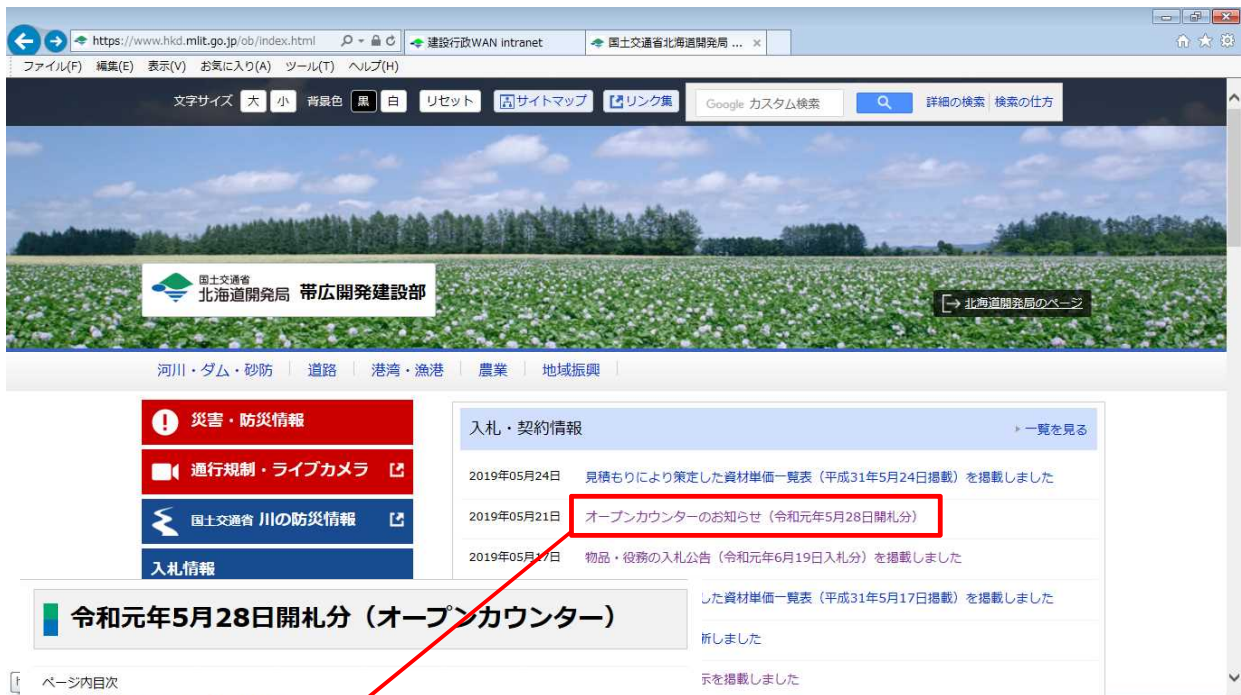 https://www.hkd.mlit.go.jp/ob/index.html
建設行政WAN intranet
国土交通省北海道開発局 ...
ファイル(F) 編集(E) 表示(V) お気に入り(A) ツール(T) ヘルプ(H)
文字サイズ 大 小 背景色 黒 白 リセット サイトマップ リンク集 Google カスタム検索 詳細の検索 検索の仕方
国土交通省
北海道開発局 帯広開発建設部
北海道開発局のページ
河川・ダム・砂防 道路 港湾・漁港 農業 地域振興
災害・防災情報
通行規制・ライブカメラ
国土交通省 川の防災情報
入札情報
入札・契約情報 一覧を見る
2019年05月24日 見積もりにより策定した資材単価一覧表（平成31年5月24日掲載）を掲載しました
2019年05月21日 オープンカウンターのお知らせ（令和元年5月28日開札分）
2019年05月17日 物品・役務の入札公告（令和元年6月19日入札分）を掲載しました
した資材単価一覧表（平成31年5月17日掲載）を掲載しました
新しました
示を掲載しました
令和元年5月28日開札分（オープンカウンター）
ページ内目次